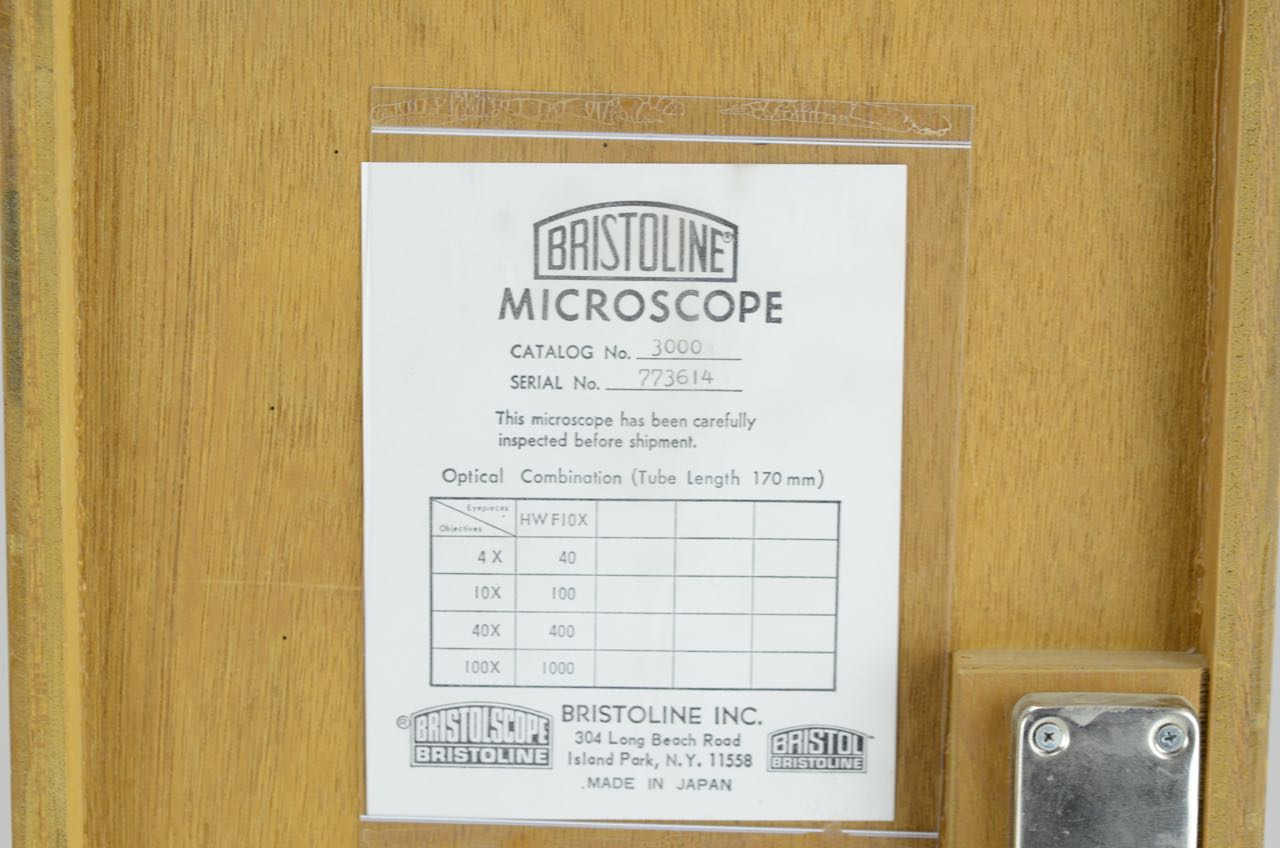 BRISTOLINE®
MICROSCOPE
CATALOG No. 3000
SERIAL No. 773614
This microscope has been carefully
inspected before shipment.
Optical Combination (Tube Length 170 mm)
Eyepieces
Objectives
HWF10X
4X 40
10X 100
40X 400
100X 1000
® BRISTOLSCOPE
BRISTOLINE
BRISTOLINE INC.
304 Long Beach Road
Island Park, N.Y. 11558
.MADE IN JAPAN
BRISTOL™
BRISTOLINE